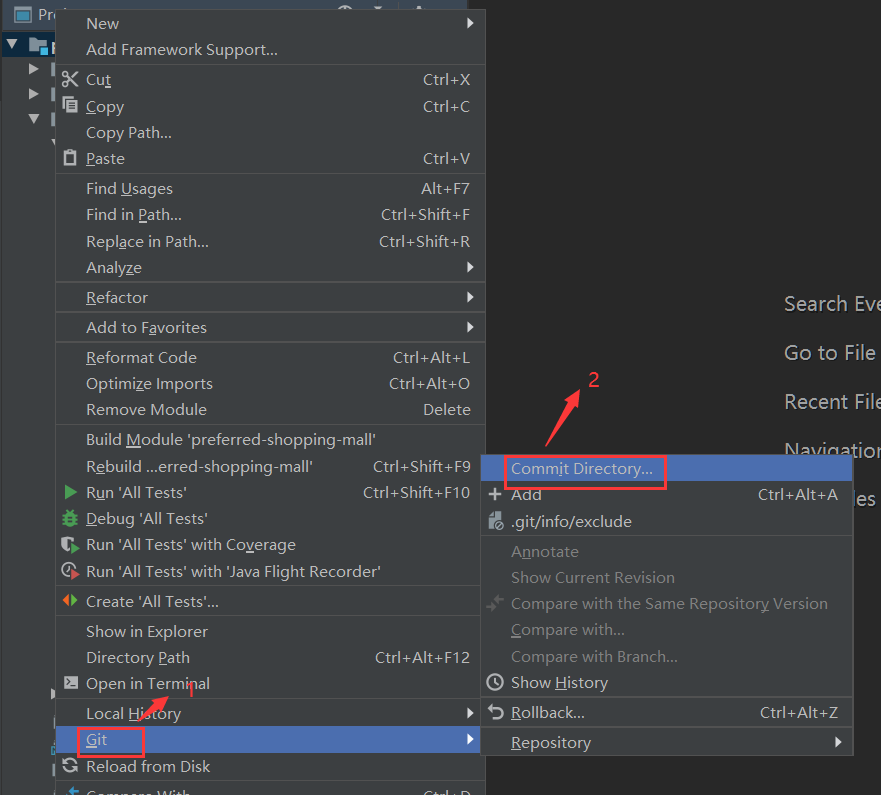 New
Add Framework Support...
Cut Ctrl+X
Copy Ctrl+C
Copy Path...
Paste Ctrl+V
Find Usages Alt+F7
Find in Path... Ctrl+Shift+F
Replace in Path... Ctrl+Shift+R
Analyze
Refactor
Add to Favorites
Reformat Code Ctrl+Alt+L
Optimize Imports Ctrl+Alt+O
Remove Module Delete
Build Module 'preferred-shopping-mall'
Rebuild ...erred-shopping-mall' Ctrl+Shift+F9
Run 'All Tests' Ctrl+Shift+F10
Debug 'All Tests'
Run 'All Tests' with Coverage
Run 'All Tests' with 'Java Flight Recorder'
Create 'All Tests'...
Show in Explorer
Directory Path Ctrl+Alt+F12
Open in Terminal
1
Local History
Git
Reload from Disk
Compare With... Ctrl+D
2
Commit Directory...
Add Ctrl+Alt+A
.git/info/exclude
Annotate
Show Current Revision
Compare with the Same Repository Version
Compare with...
Compare with Branch...
Show History
Rollback... Ctrl+Alt+Z
Repository
Search Eve
Go to File
Recent File
Navigation
es